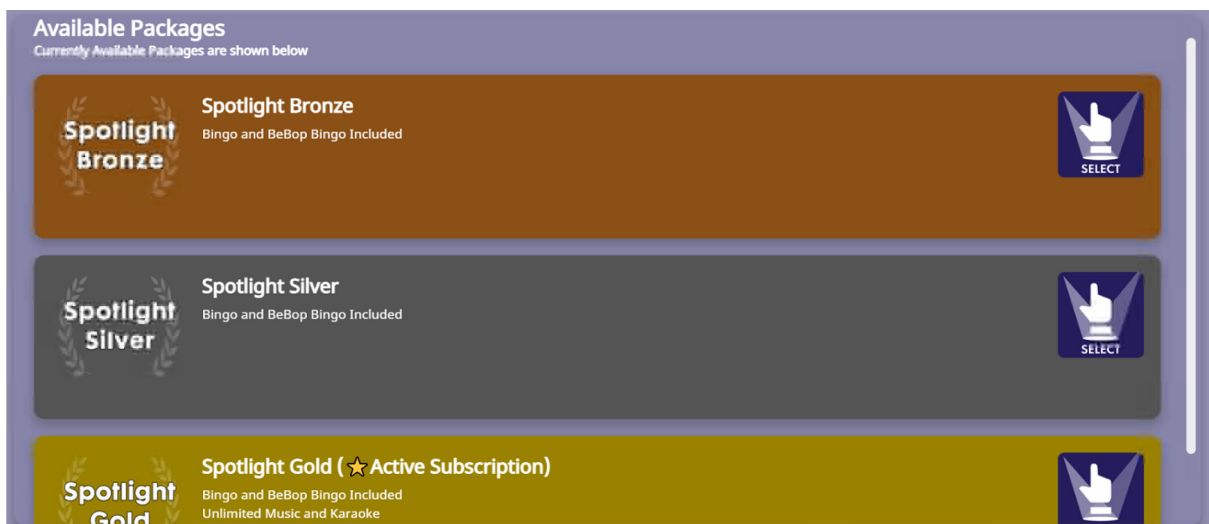 Available Packages
Currently Available Packages are shown below
Spotlight
Bronze
Spotlight Bronze
Bingo and BeBop Bingo Included
SELECT
Spotlight
Silver
Spotlight Silver
Bingo and BeBop Bingo Included
SELECT
Spotlight
Gold
Spotlight Gold (⭐Active Subscription)
Bingo and BeBop Bingo Included
Unlimited Music and Karaoke